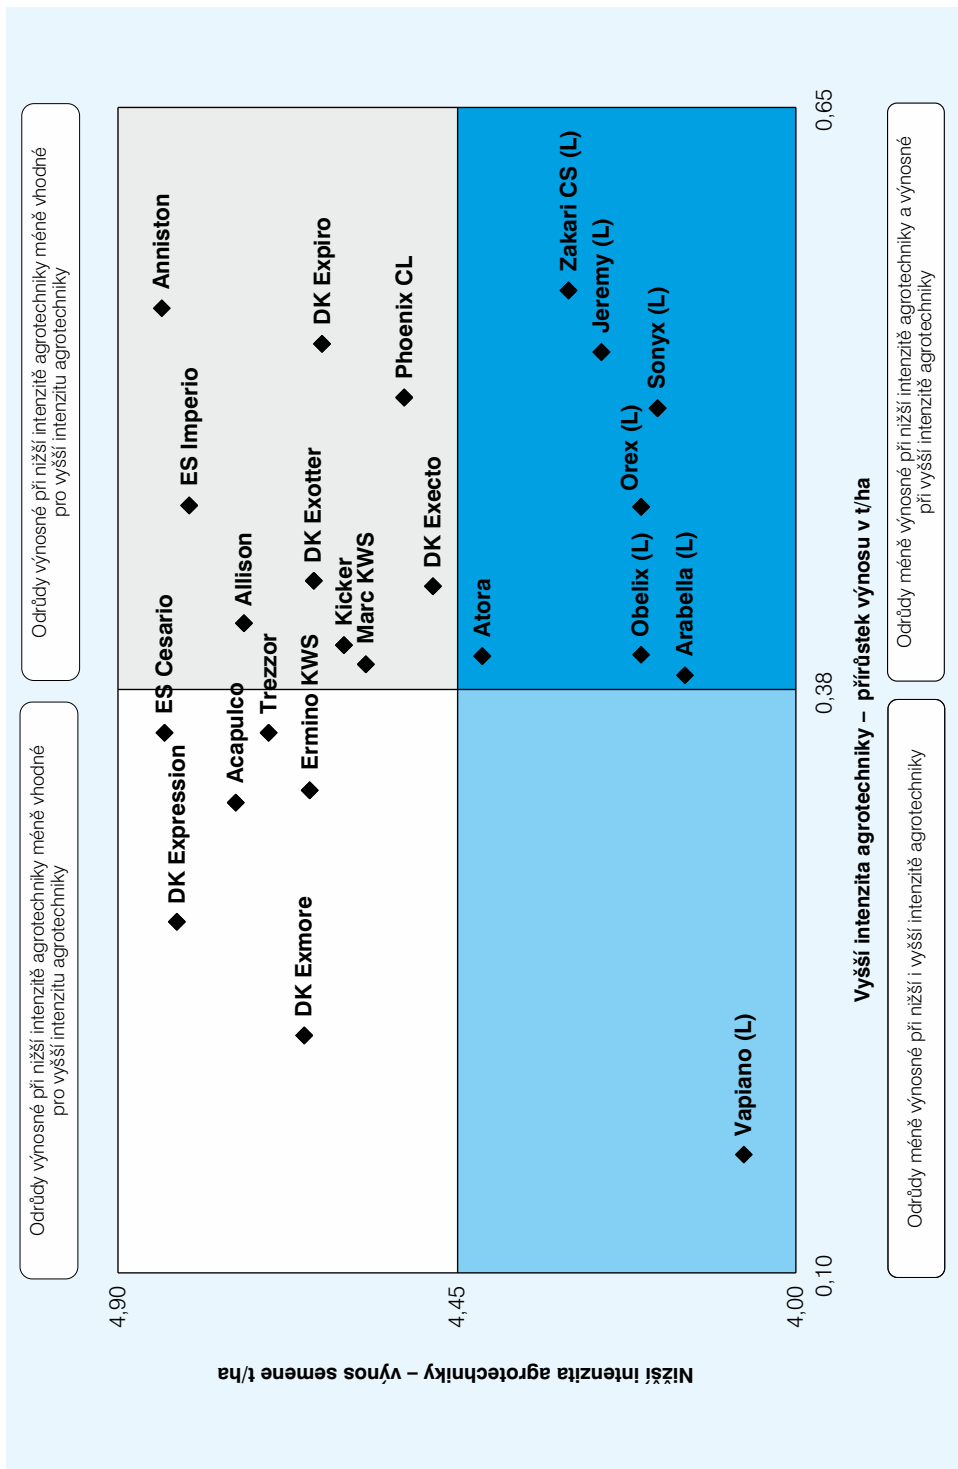 Odrůdy výnosné při nižší intenzitě agrotechniky méně vhodné
pro vyšší intenzitu agrotechniky
Odrůdy výnosné při nižší intenzitě agrotechniky méně vhodné
pro vyšší intenzitu agrotechniky
Nižší intenzita agrotechniky – výnos semene t/ha
4,90
4,45
4,00
Anniston
ES Cesario
DK Expression
ES Imperio
Acapulco
Allison
Trezzor
DK Exmore
Ermino KWS
DK Exotter
DK Expiro
Kicker
Marc KWS
Phoenix CL
DK Execto
Atora
Zakari CS (L)
Jeremy (L)
Orex (L)
Obelix (L)
Sonyx (L)
Arabella (L)
Vapiano (L)
0,10
0,38
0,65
Vyšší intenzita agrotechniky – přírůstek výnosu v t/ha
Odrůdy méně výnosné při nižší i vyšší intenzitě agrotechniky
Odrůdy méně výnosné při nižší intenzitě agrotechniky a výnosné
při vyšší intenzitě agrotechniky